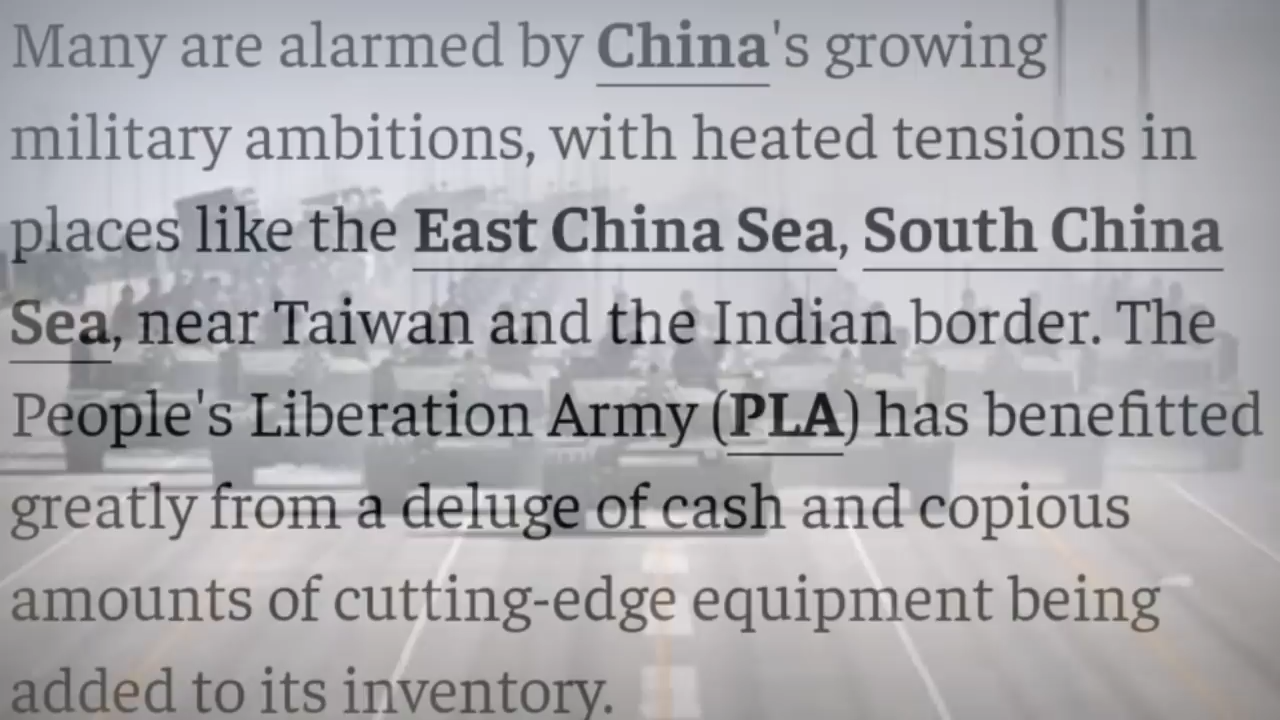 Many are alarmed by China's growing
military ambitions, with heated tensions in
places like the East China Sea, South China
Sea, near Taiwan and the Indian border. The
People's Liberation Army (PLA) has benefitted
greatly from a deluge of cash and copious
amounts of cutting-edge equipment being
added to its inventory.